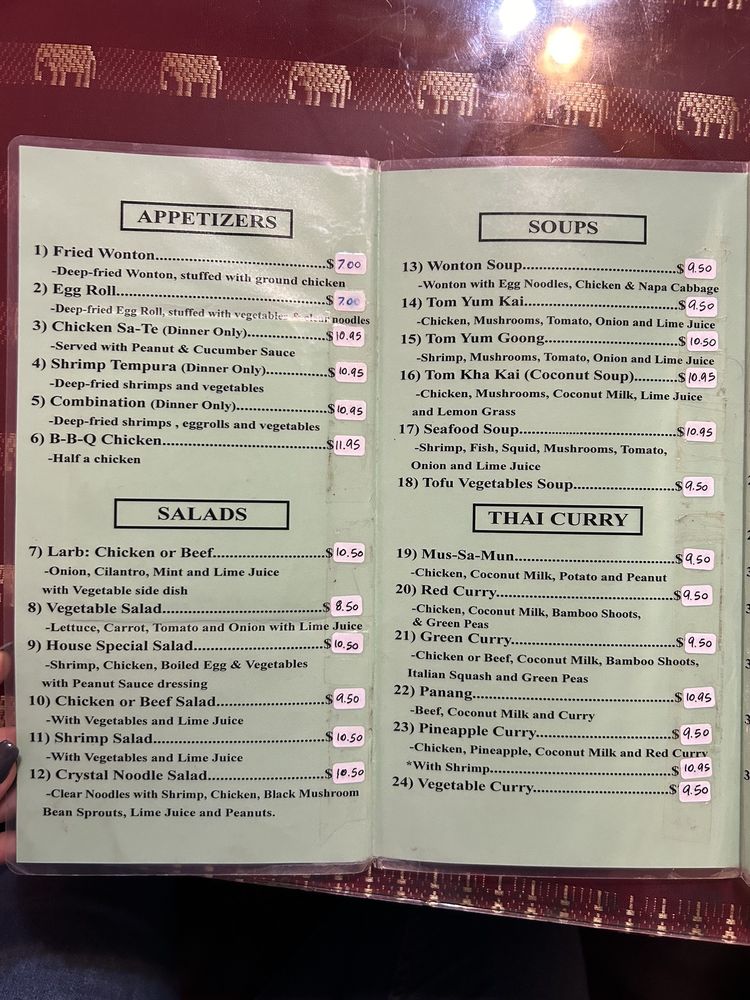 APPETIZERS
1) Fried Wonton..........$ 7.00
-Deep-fried Wonton, stuffed with ground chicken
2) Egg Roll..........$ 7.00
-Deep-fried Egg Roll, stuffed with vegetables & clear noodles
3) Chicken Sa-Te (Dinner Only)..........$ 10.95
-Served with Peanut & Cucumber Sauce
4) Shrimp Tempura (Dinner Only)..........$ 10.95
-Deep-fried shrimps and vegetables
5) Combination (Dinner Only)..........$ 10.95
-Deep-fried shrimps , eggrolls and vegetables
6) B-B-Q Chicken..........$ 11.95
-Half a chicken
SALADS
7) Larb: Chicken or Beef..........$ 10.50
-Onion, Cilantro, Mint and Lime Juice
with Vegetable side dish
8) Vegetable Salad..........$ 8.50
-Lettuce, Carrot, Tomato and Onion with Lime Juice
9) House Special Salad..........$ 10.50
-Shrimp, Chicken, Boiled Egg & Vegetables
with Peanut Sauce dressing
10) Chicken or Beef Salad..........$ 9.50
-With Vegetables and Lime Juice
11) Shrimp Salad..........$ 10.50
-With Vegetables and Lime Juice
12) Crystal Noodle Salad..........$ 10.50
-Clear Noodles with Shrimp, Chicken, Black Mushroom
Bean Sprouts, Lime Juice and Peanuts.
SOUPS
13) Wonton Soup..........$ 9.50
-Wonton with Egg Noodles, Chicken & Napa Cabbage
14) Tom Yum Kai..........$ 9.50
-Chicken, Mushrooms, Tomato, Onion and Lime Juice
15) Tom Yum Goong..........$ 10.50
-Shrimp, Mushrooms, Tomato, Onion and Lime Juice
16) Tom Kha Kai (Coconut Soup)..........$ 10.95
-Chicken, Mushrooms, Coconut Milk, Lime Juice
and Lemon Grass
17) Seafood Soup..........$ 10.95
-Shrimp, Fish, Squid, Mushrooms, Tomato,
Onion and Lime Juice
18) Tofu Vegetables Soup..........$ 9.50
THAI CURRY
19) Mus-Sa-Mun..........$ 9.50
-Chicken, Coconut Milk, Potato and Peanut
20) Red Curry..........$ 9.50
-Chicken, Coconut Milk, Bamboo Shoots,
& Green Peas
21) Green Curry..........$ 9.50
-Chicken or Beef, Coconut Milk, Bamboo Shoots,
Italian Squash and Green Peas
22) Panang..........$ 10.95
-Beef, Coconut Milk and Curry
23) Pineapple Curry..........$ 9.50
-Chicken, Pineapple, Coconut Milk and Red Curry
*With Shrimp..........$ 10.95
24) Vegetable Curry..........$ 9.50